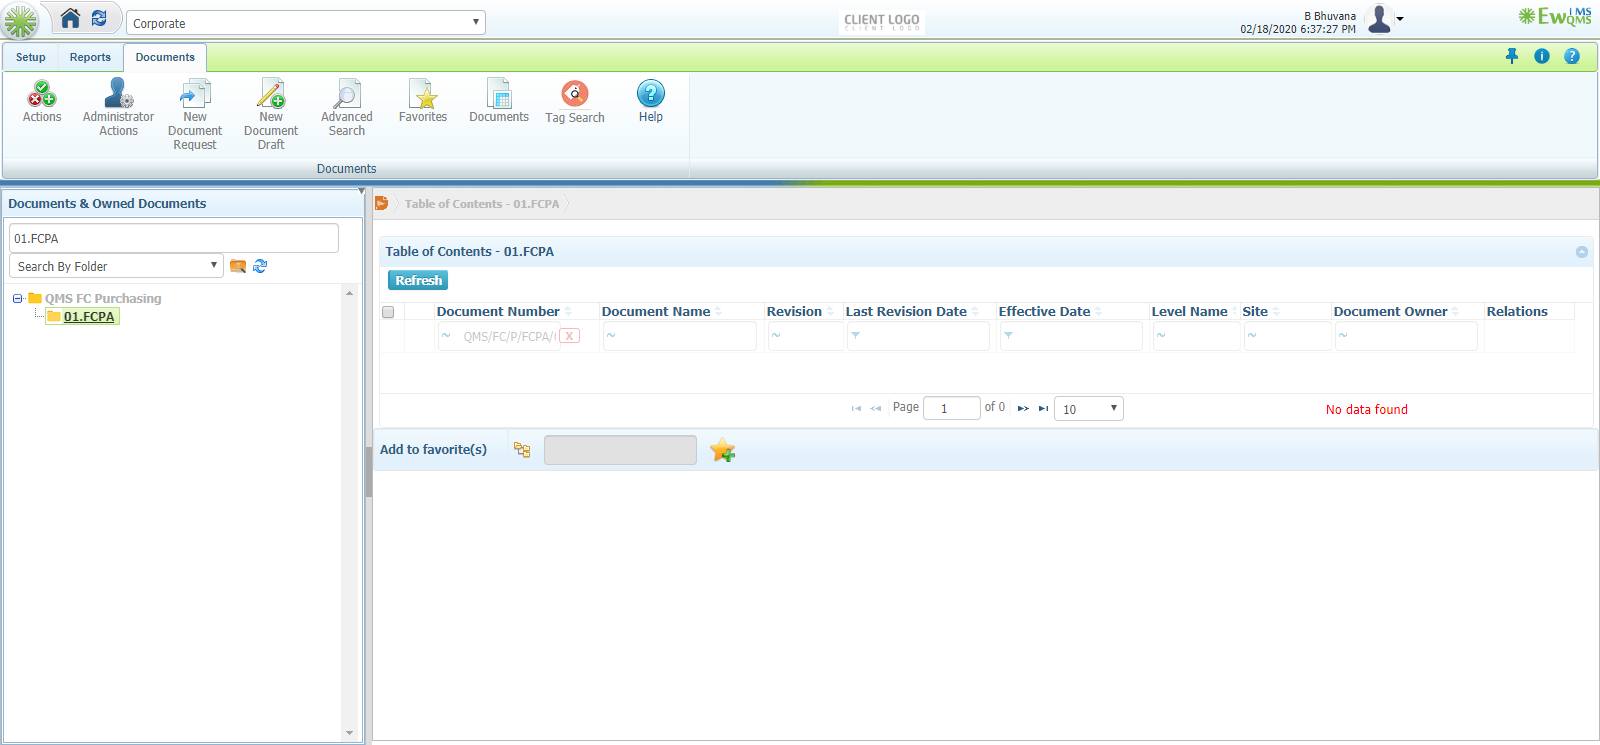 Corporate
CLIENT LOGO
CLIENT LOGO
B Bhuvana
02/18/2020 6:37:27 PM
EwQMS
IMS
Setup
Reports
Documents
Actions
Administrator
Actions
New
Document
Request
New
Document
Draft
Advanced
Search
Favorites
Documents
Tag Search
Help
Documents
Documents & Owned Documents
01.FCPA
Search By Folder
QMS FC Purchasing
01.FCPA
Table of Contents - 01.FCPA
Table of Contents - 01.FCPA
Refresh
Document Number Document Name Revision Last Revision Date Effective Date Level Name Site Document Owner Relations
~ QMS/FC/P/FCPA/ X ~ ~ ~ ~ ~
Page 1 of 0 10 No data found
Add to favorite(s)